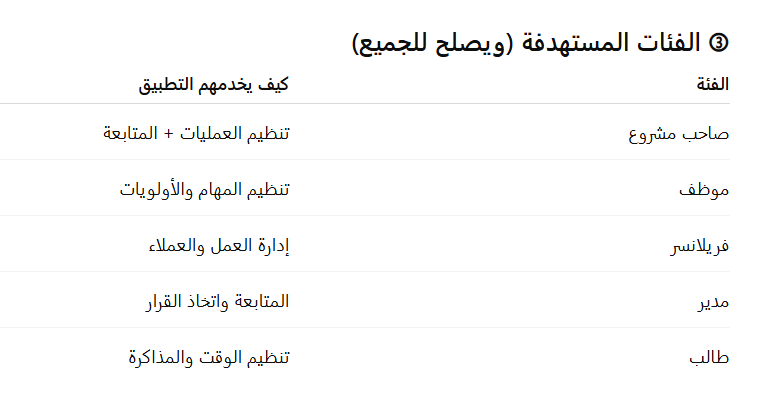 ③ الفئات المستهدفة (ويصلح للجميع)
الفئة كيف يخدمهم التطبيق
صاحب مشروع تنظيم العمليات + المتابعة
موظف تنظيم المهام والأولويات
فريلانسر إدارة العمل والعملاء
مدير المتابعة واتخاذ القرار
طالب تنظيم الوقت والمذاكرة